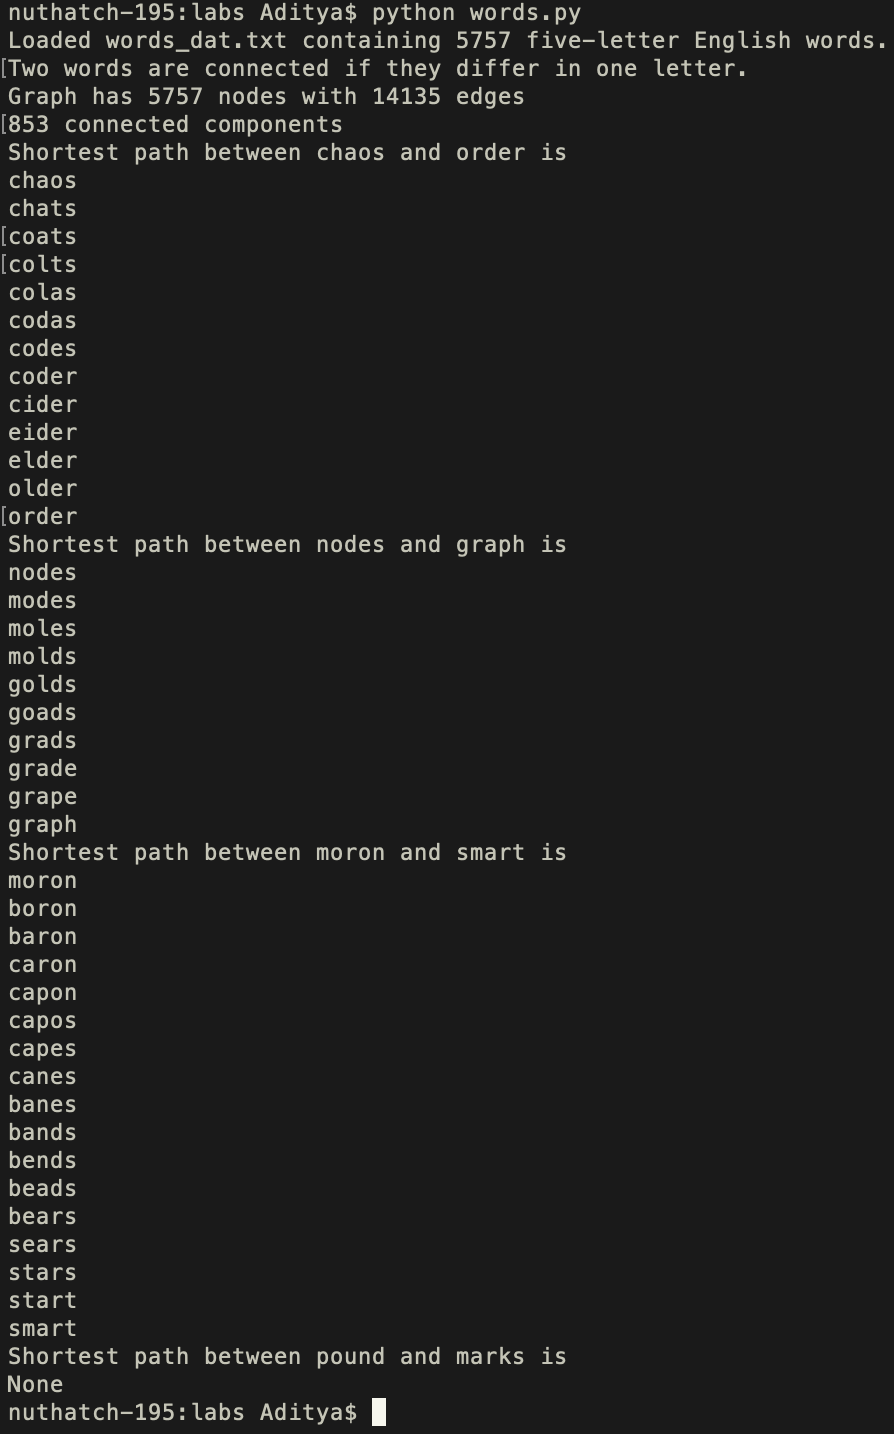 nuthatch-195:labs Aditya$ python words.py
Loaded words_dat.txt containing 5757 five-letter English words.
[Two words are connected if they differ in one letter.
Graph has 5757 nodes with 14135 edges
[853 connected components
Shortest path between chaos and order is
chaos
chats
[coats
[colts
colas
codas
codes
coder
cider
eider
elder
older
[order
Shortest path between nodes and graph is
nodes
modes
moles
molds
golds
goads
grads
grade
grape
graph
Shortest path between moron and smart is
moron
boron
baron
caron
capon
capos
capes
canes
banes
bands
bends
beads
bears
sears
stars
start
smart
Shortest path between pound and marks is
None
nuthatch-195:labs Aditya$